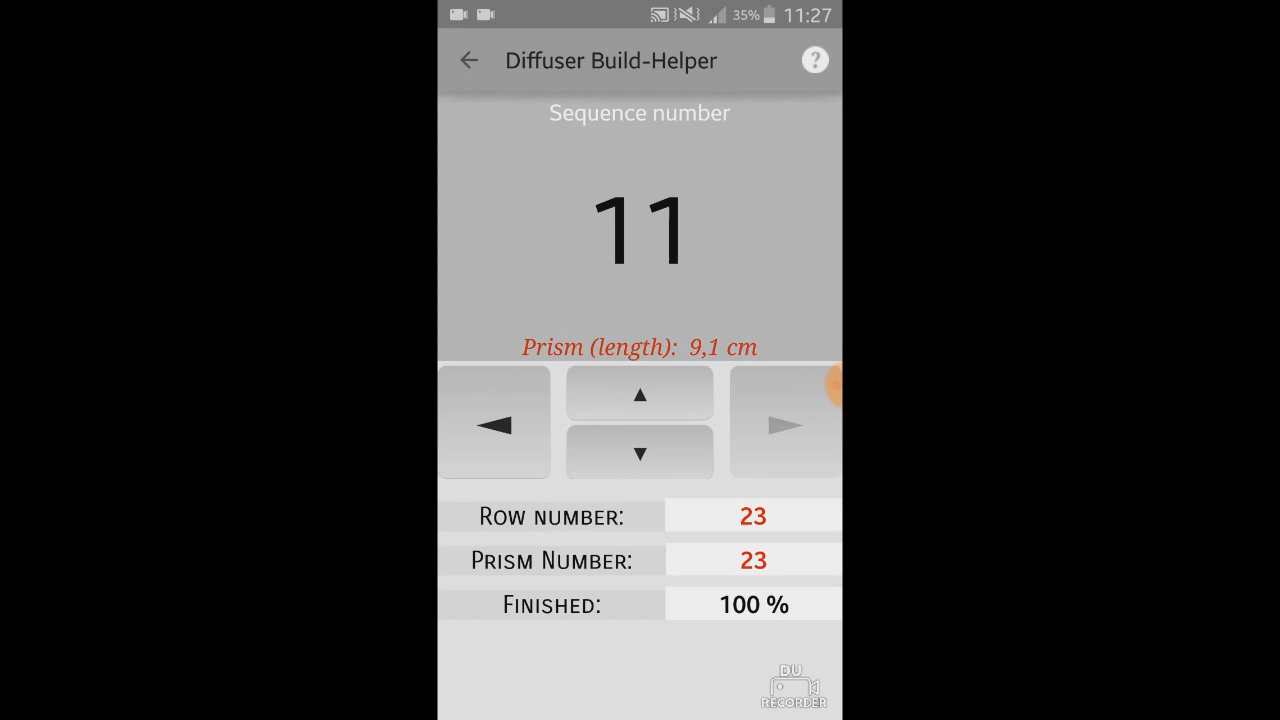 35% 11:27
Diffuser Build-Helper ?
Sequence number
11
Prism (length): 9,1 cm
Row number: 23
Prism Number: 23
Finished: 100 %
DU
RECORDER